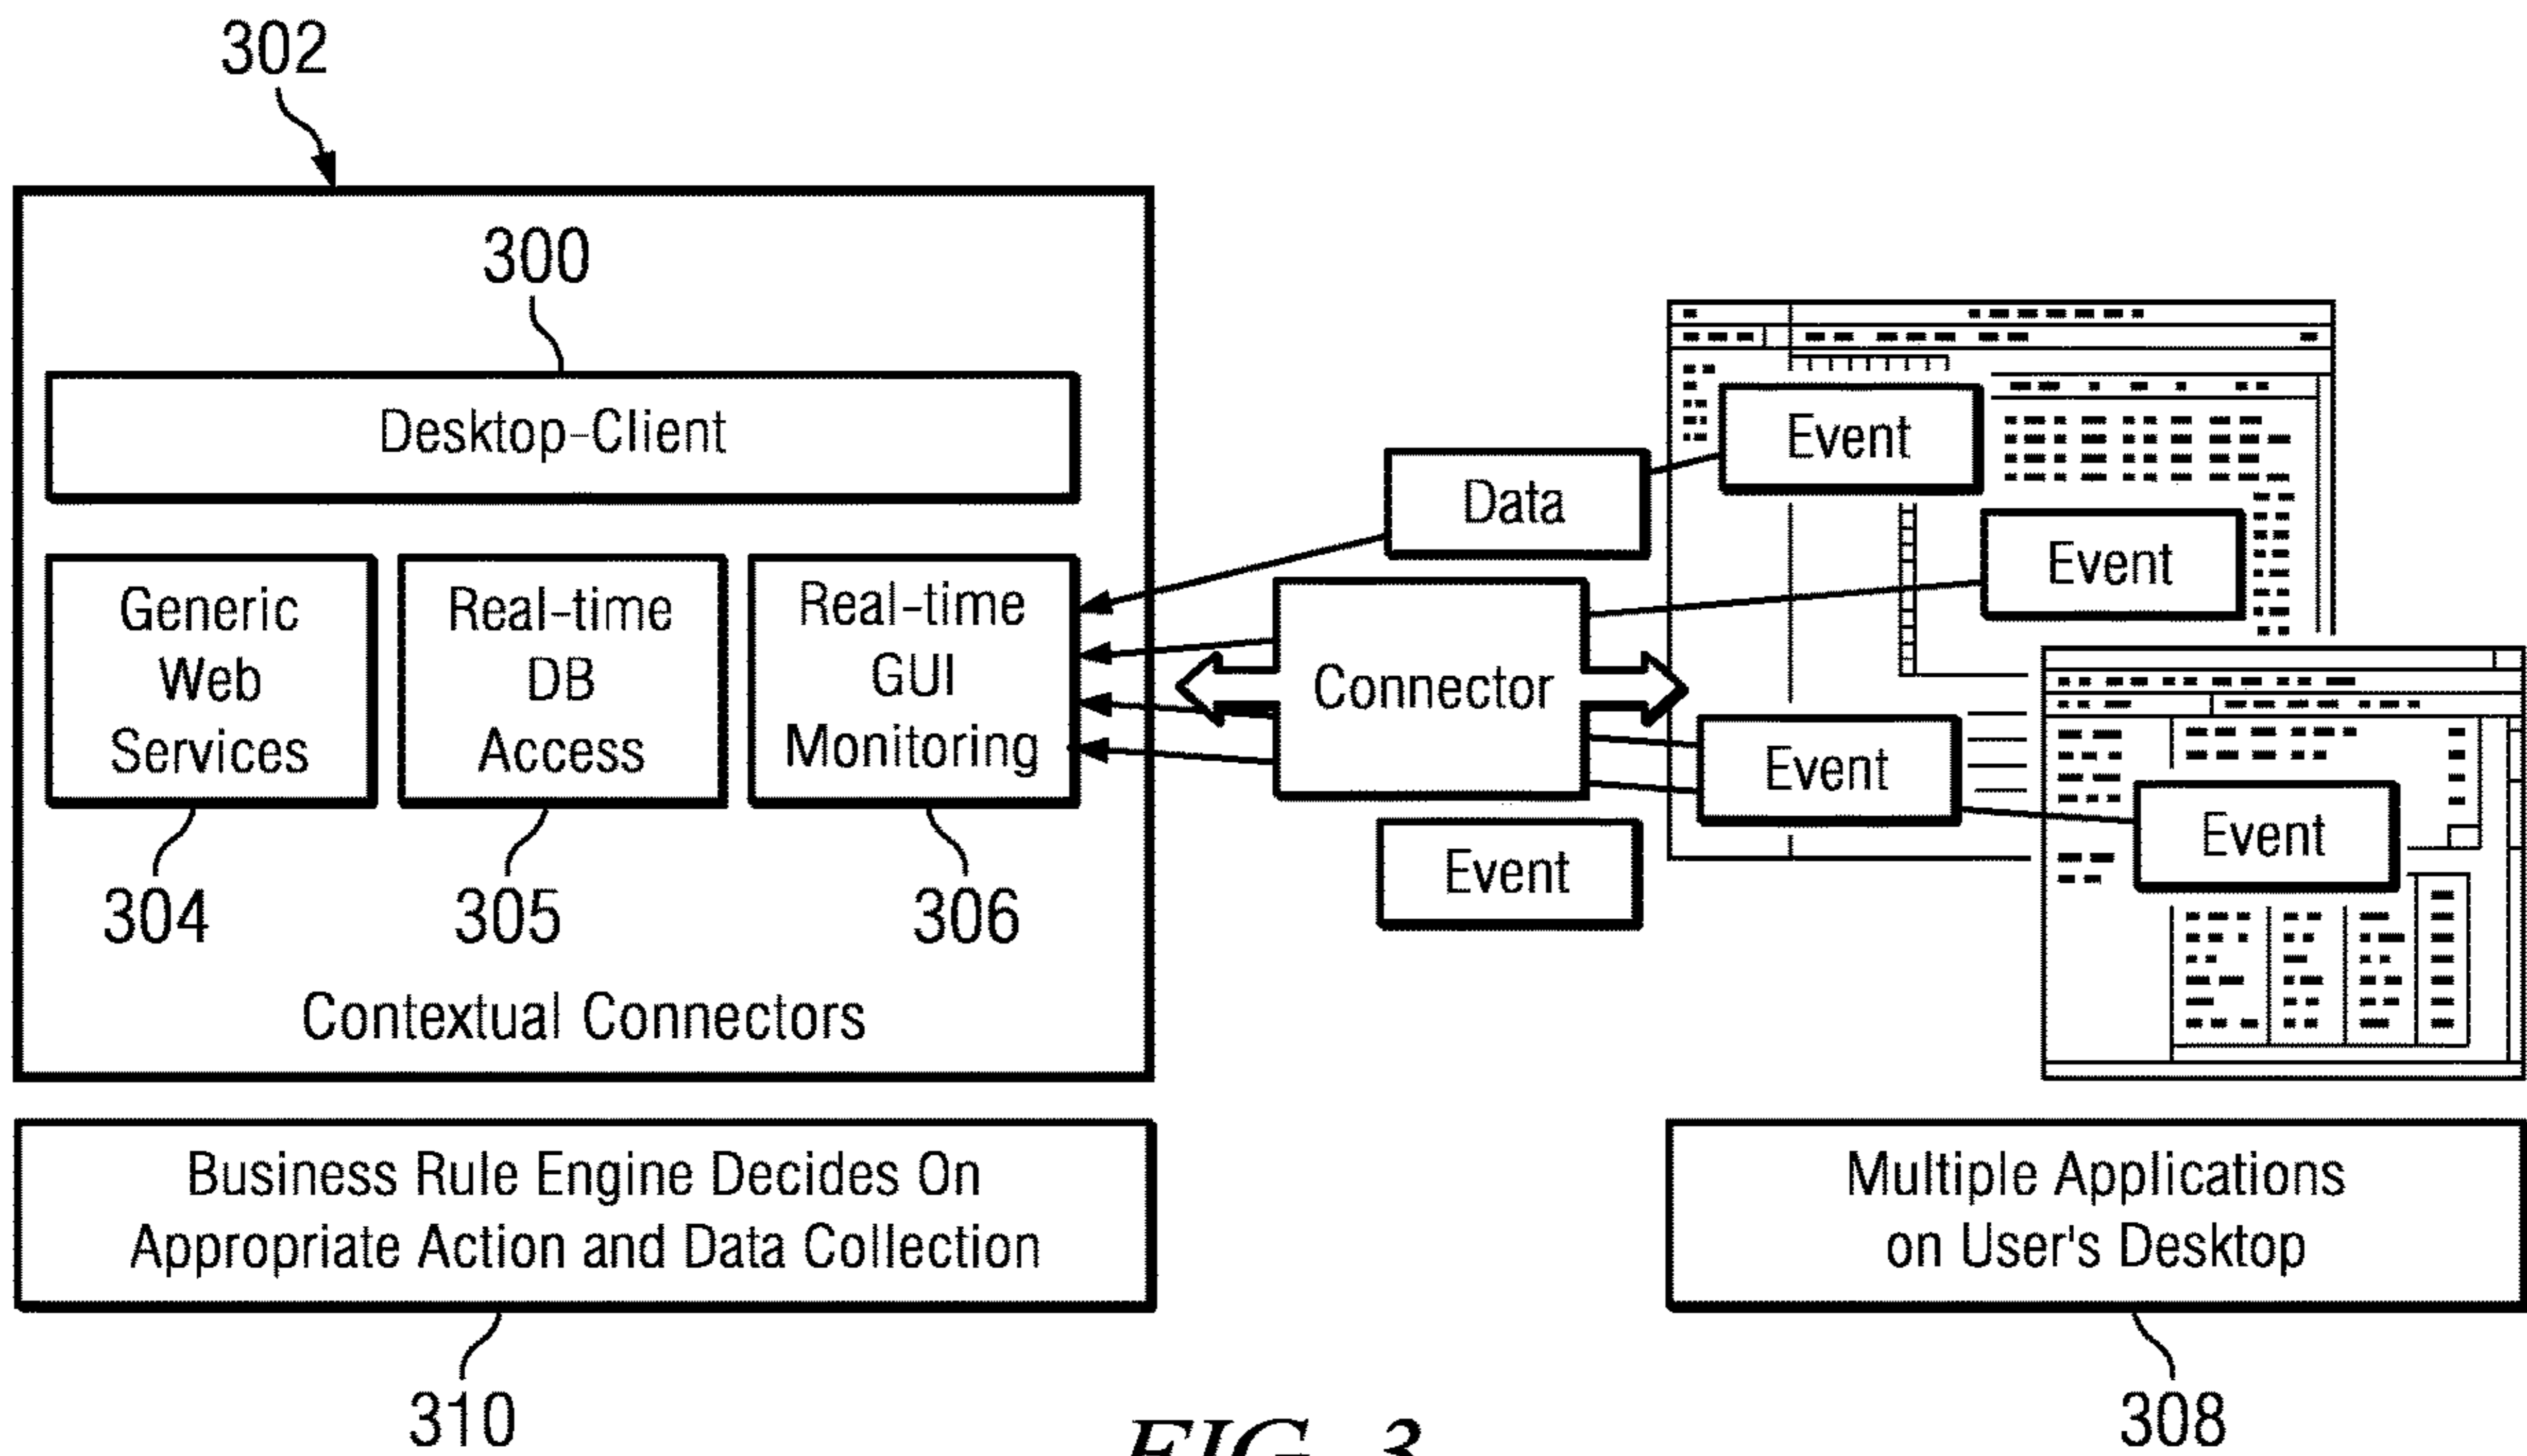 302
300
Desktop-Client
Generic
Web
Services
Real-time
DB
Access
Real-time
GUI
Monitoring
304
305
306
Contextual Connectors
Data
Connector
Event
Event
Event
Event
Event
Business Rule Engine Decides On
Appropriate Action and Data Collection
310
Multiple Applications
on User's Desktop
308
FIG. 3